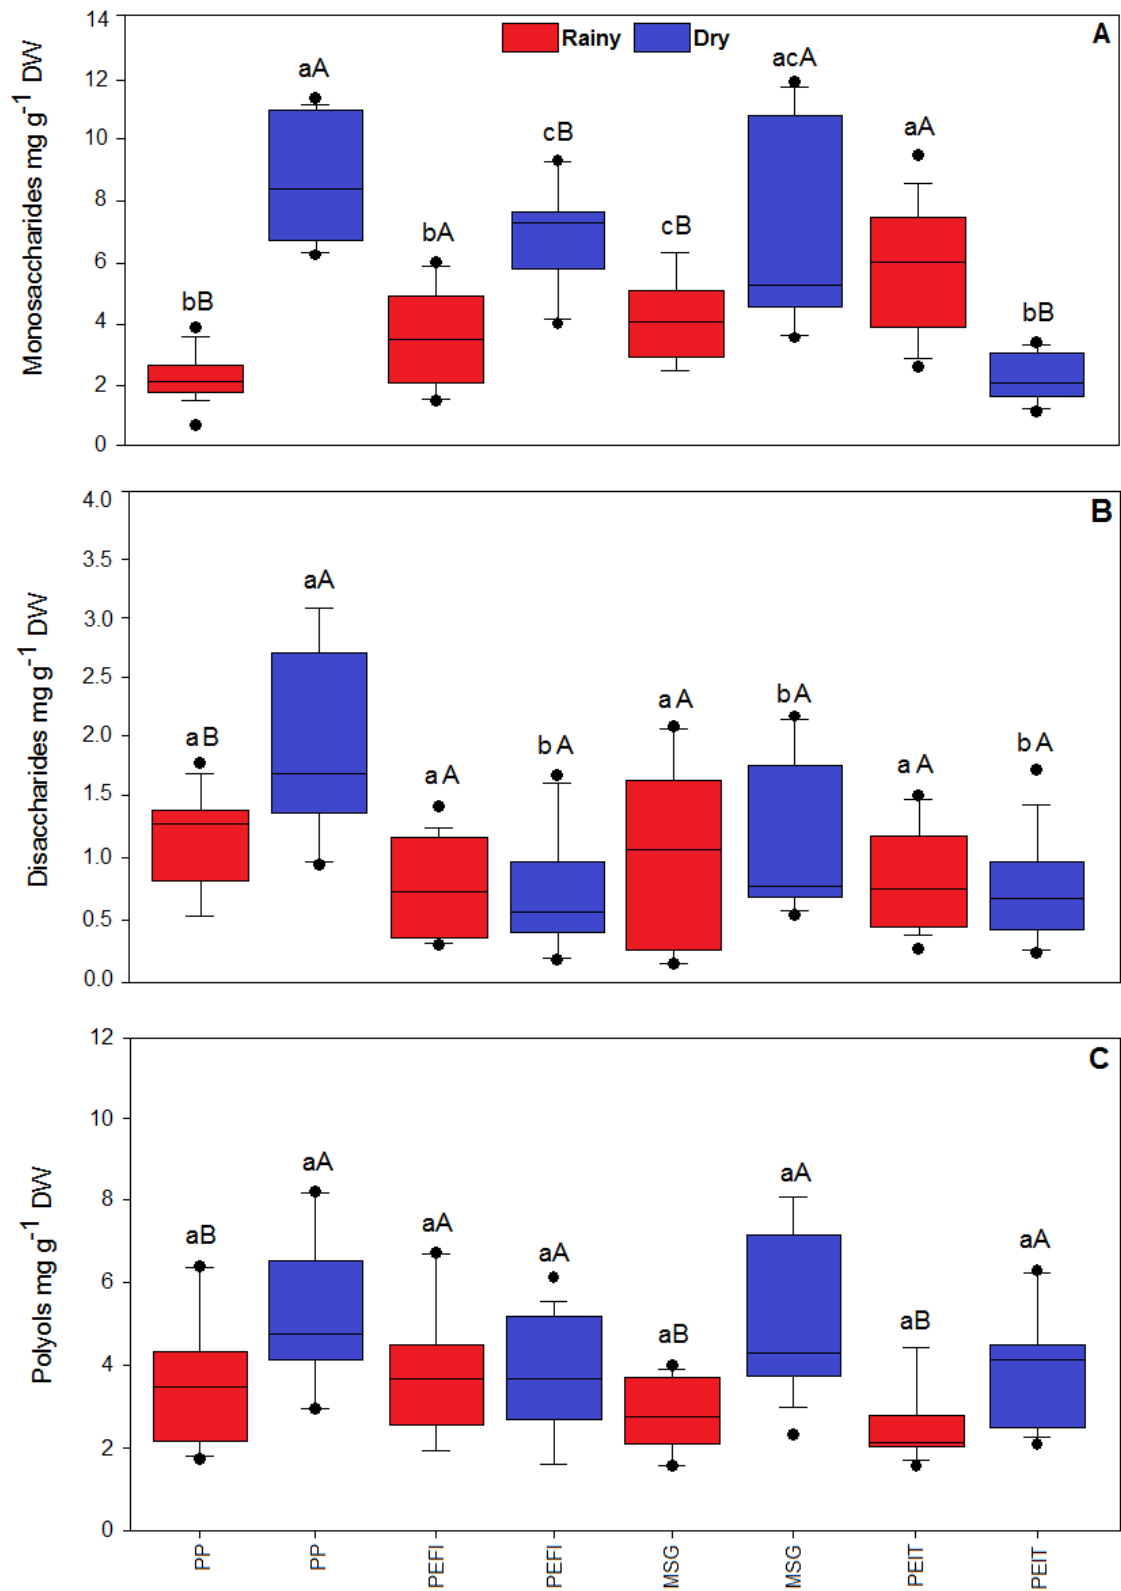 Monosaccharides mg g-1 DW
14
12
10
8
6
4
2
0
Rainy
Dry
A
bB
aA
bA
cB
cB
acA
aA
bB
Disaccharides mg g-1 DW
4.0
3.5
3.0
2.5
2.0
1.5
1.0
0.5
0.0
B
aB
aA
aA
bA
aA
bA
aA
bA
Polyols mg g-1 DW
12
10
8
6
4
2
0
C
aB
aA
aA
aA
aB
aA
aB
aA
PP
PP
PEFI
PEFI
MSG
MSG
PEIT
PEIT